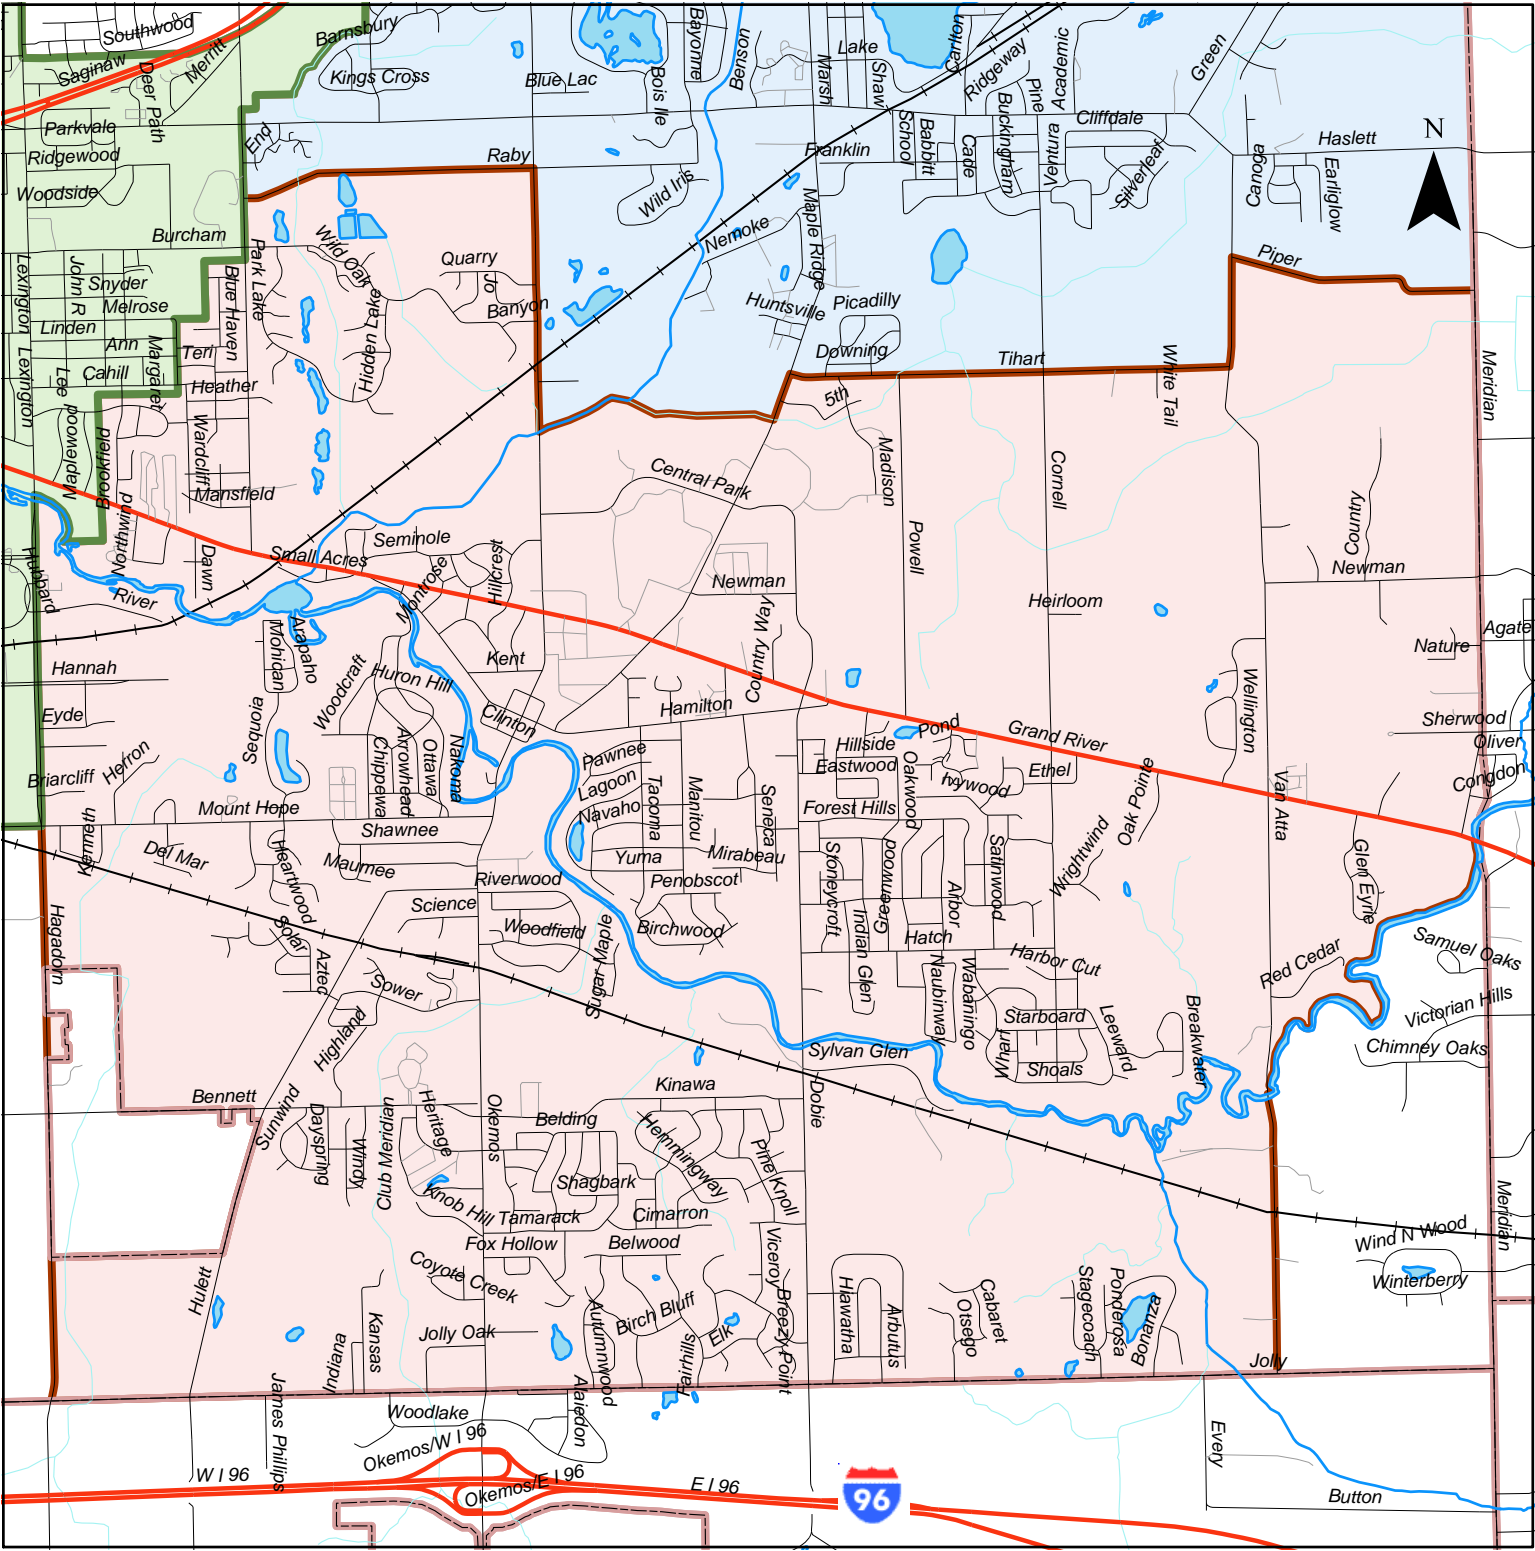 Southwood
Barnsbury
Saginaw
Merritt
Deer Path
Kings Cross
Blue Lac
Bois Ile
Bayonne
Benson
Marsh
Lake
Shaw
Carlton
Ridgeway
Pine
Academic
Green
Parkvale
End
Ridgewood
Woodside
Raby
Franklin
School
Babbitt
Cade
Buckingham
Ventura
Cliffdale
Silverleaf
Canoga
Haslett
Earliglow
N
Wild Iris
Burcham
Nemoke
Maple Ridge
Piper
Lexington
John R
Snyder
Melrose
Linden
Blue Haven
Park Lake
Wild Oak
Hidden Lake
Quarry
Jo
Banyon
Huntsville
Picadilly
Downing
Tihart
White Tail
Meridian
Lexington
Lee
Ann
Cahill
Margaret
Teri
Heather
5th
Maplewood
Brookfield
Wardcliff
Mansfield
Northwind
Central Park
Madison
Cornell
County
Hubbard
River
Dawn
Small Acres
Seminole
Montrose
Hillcrest
Newman
Powell
Newman
Heirloom
Country Way
Agate
Nature
Hannah
Mohican
Arapaho
Woodcraft
Huron Hill
Kent
Eyde
Sequoia
Clinton
Hamilton
Wellington
Sherwood
Oliver
Congdon
Briarcliff
Herron
Chippewa
Arrowhead
Ottawa
Nakoma
Pawnee
Lagoon
Navaho
Tacoma
Manitou
Seneca
Hillside
Eastwood
Pond
Oakwood
Ivywood
Grand River
Ethel
Oak Pointe
Van Atta
Mount Hope
Shawnee
Forest Hills
Kenneth
Del Mar
Heartwood
Maumee
Yuma
Mirabeau
Stoneycroft
Greenwood
Satinwood
Wrightwind
Glen Eyrie
Riverwood
Penobscot
Arbor
Hagadorn
Solar
Science
Woodfield
Sugar Maple
Birchwood
Indian Glen
Hatch
Harbor Cut
Red Cedar
Samuel Oaks
Aztec
Sower
Naubinway
Wabaningo
Victorian Hills
Highland
Starboard
Leeward
Breakwater
Sylvan Glen
Wharf
Shoals
Chimney Oaks
Bennett
Sunwind
Dayspring
Windy
Club Meridian
Heritage
Okemos
Belding
Kinawa
Dobie
Hemmingway
Pine Knoll
Shagbark
Knob Hill
Tamarack
Cimarron
Meridian
Fox Hollow
Belwood
Viceroy
Wind N Wood
Winterberry
Hulett
Coyote Creek
Birch Bluff
Elk
Breezy Point
Hiawatha
Arbutus
Cabaret
Otsego
Stagecoach
Ponderosa
Bonanza
Kansas
Indiana
Jolly Oak
Autumnwood
Fairhills
Jolly
James Phillips
Woodlake
Alaiedon
Okemos/W I 96
Every
W I 96
Okemos/E I 96
E I 96
96
Button